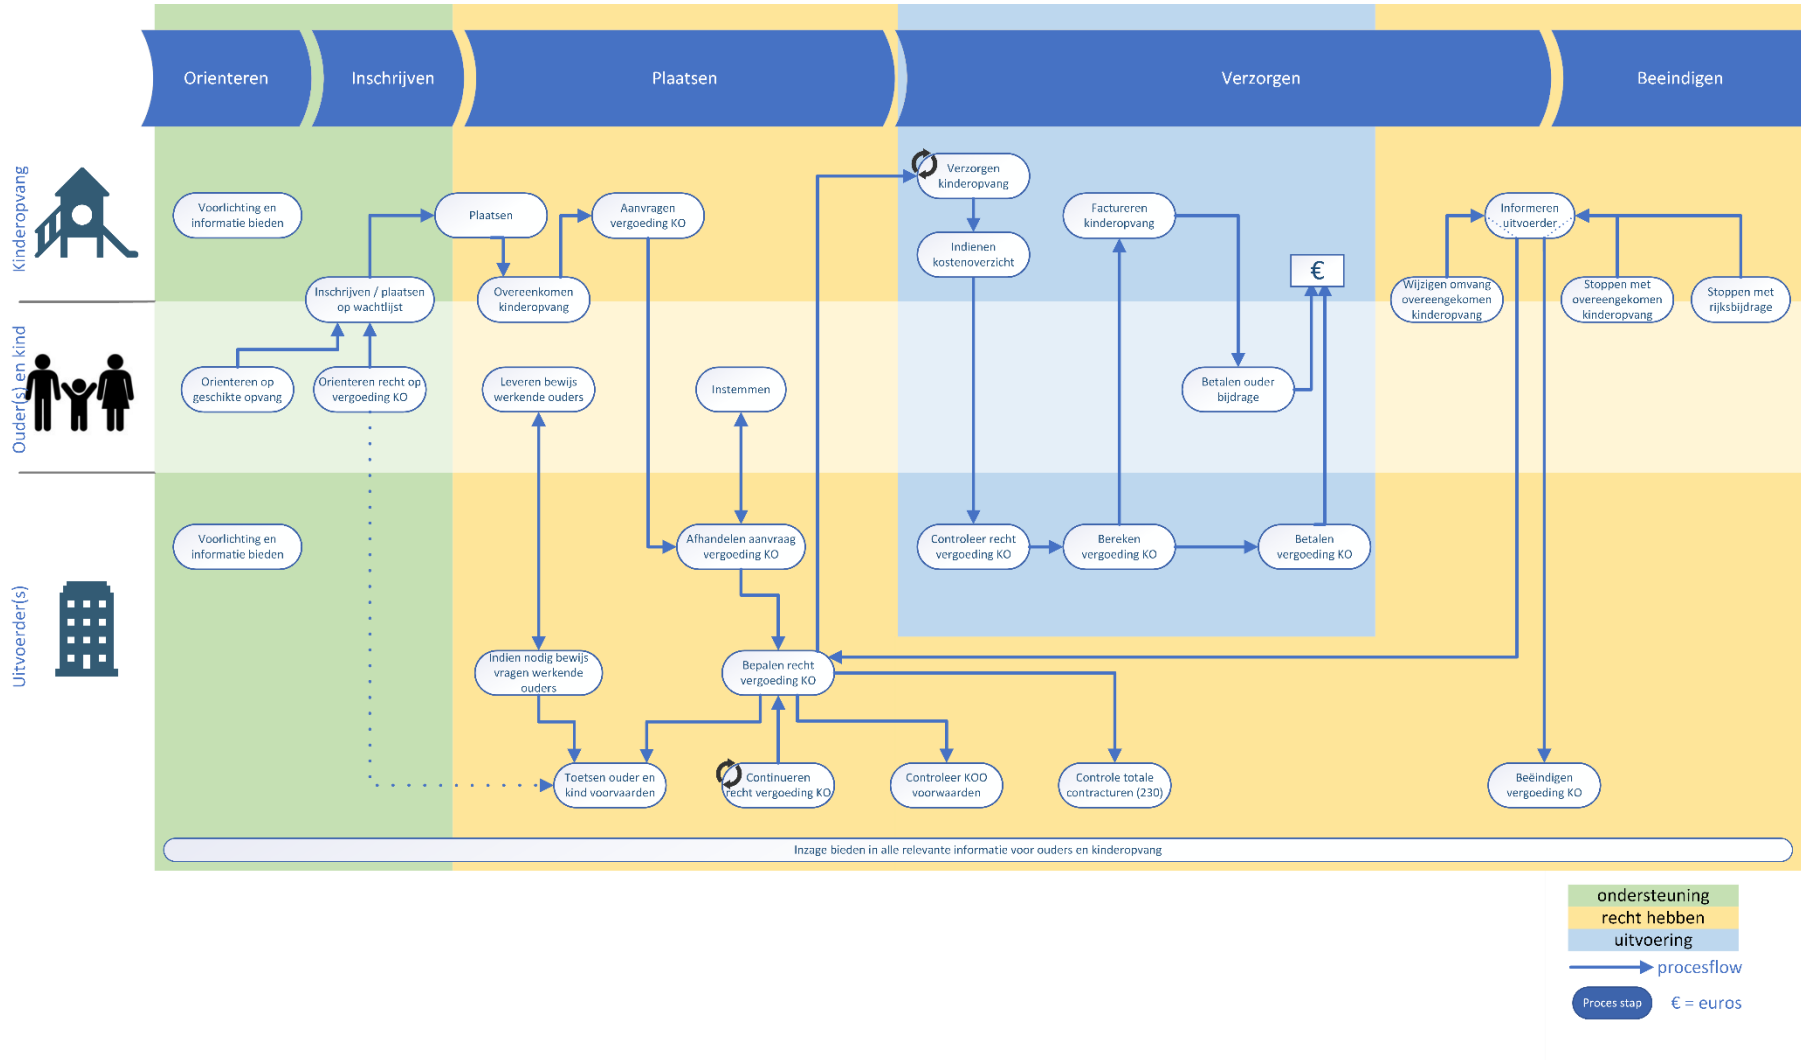 Orienteren
Inschrijven
Plaatsen
Verzorgen
Beeindigen
Kinderopvang
Voorlichting en
informatie bieden
Plaatsen
Aanvragen
vergoeding KO
Verzorgen
kinderopvang
Factureren
kinderopvang
Informeren
uitvoerder
Indienen
kostenoverzicht
€
Inschrijven / plaatsen
op wachtlijst
Overeenkomen
kinderopvang
Wijzigen omvang
overeengekomen
kinderopvang
Stoppen met
overeengekomen
kinderopvang
Stoppen met
rijksbijdrage
Ouder(s) en kind
Orienteren op
geschikte opvang
Orienteren recht op
vergoeding KO
Leveren bewijs
werkende ouders
Instemmen
Betalen ouder
bijdrage
Uitvoerder(s)
Voorlichting en
informatie bieden
Afhandelen aanvraag
vergoeding KO
Controleer recht
vergoeding KO
Bereken
vergoeding KO
Betalen
vergoeding KO
Indien nodig bewijs
vragen werkende
ouders
Bepalen recht
vergoeding KO
Toetsen ouder en
kind voorvaarden
Continueren
recht vergoeding KO
Controleer KOO
voorwaarden
Controle totale
contracturen (230)
Beëindigen
vergoeding KO
Inzage bieden in alle relevante informatie voor ouders en kinderopvang
ondersteuning
recht hebben
uitvoering
procesflow
Proces stap
€ = euros